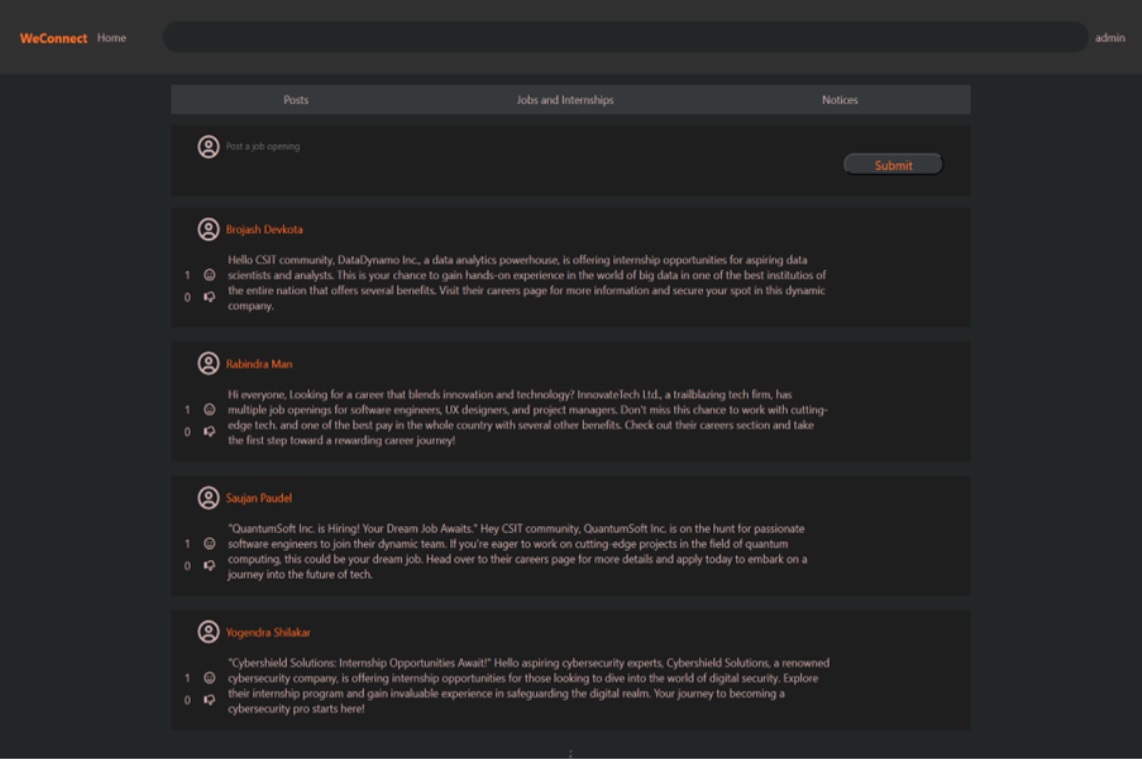 WeConnect Home admin
Posts Jobs and Internships Notices
Post a job opening
Submit
Brojash Devkota
Hello CSIT community, DataDynamo Inc., a data analytics powerhouse, is offering internship opportunities for aspiring data
1 scientists and analysts. This is your chance to gain hands-on experience in the world of big data in one of the best institutios of
0 the entire nation that offers several benefits. Visit their careers page for more information and secure your spot in this dynamic
company.
Rabindra Man
Hi everyone, Looking for a career that blends innovation and technology? InnovateTech Ltd., a trailblazing tech firm, has
1 multiple job openings for software engineers, UX designers, and project managers. Don't miss this chance to work with cutting-
0 edge tech. and one of the best pay in the whole country with several other benefits. Check out their careers section and take
the first step toward a rewarding career journey!
Saujan Paudel
"QuantumSoft Inc. is Hiring! Your Dream Job Awaits." Hey CSIT community, QuantumSoft Inc. is on the hunt for passionate
1 software engineers to join their dynamic team. If you're eager to work on cutting-edge projects in the field of quantum
0 computing, this could be your dream job. Head over to their careers page for more details and apply today to embark on a
journey into the future of tech.
Yogendra Shilakar
"Cybershield Solutions: Internship Opportunities Await!" Hello aspiring cybersecurity experts, Cybershield Solutions, a renowned
1 cybersecurity company, is offering internship opportunities for those looking to dive into the world of digital security. Explore
0 their internship program and gain invaluable experience in safeguarding the digital realm. Your journey to becoming a
cybersecurity pro starts here!
;